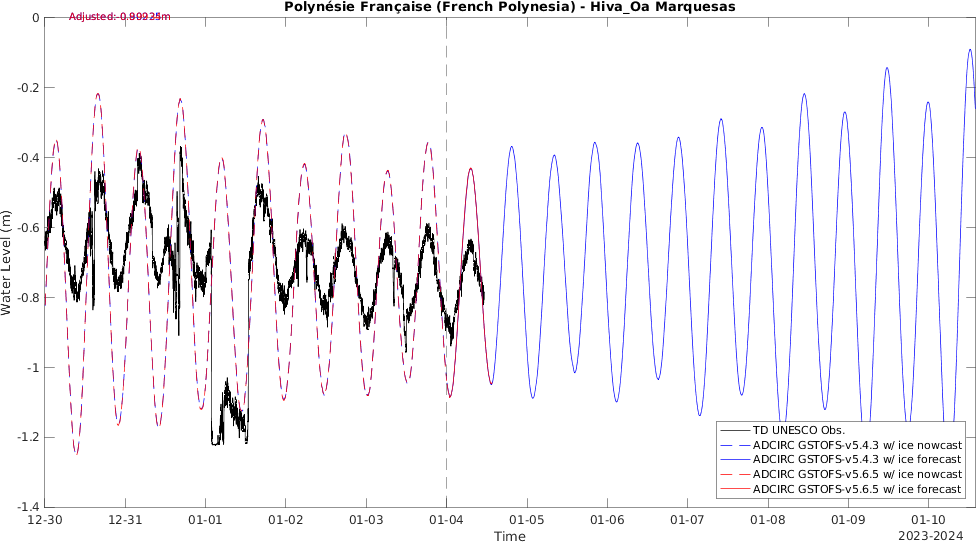 Polynésie Française (French Polynesia) - Hiva_Oa Marquesas
0
-0.2
-0.4
-0.6
-0.8
-1
-1.2
-1.4
Water Level (m)
12-30 12-31 01-01 01-02 01-03 01-04 01-05 01-06 01-07 01-08 01-09 01-10
Time
2023-2024
TD UNESCO Obs.
ADCIRC GSTOFS-v5.4.3 w/ ice nowcast
ADCIRC GSTOFS-v5.4.3 w/ ice forecast
ADCIRC GSTOFS-v5.6.5 w/ ice nowcast
ADCIRC GSTOFS-v5.6.5 w/ ice forecast
Adjusted: